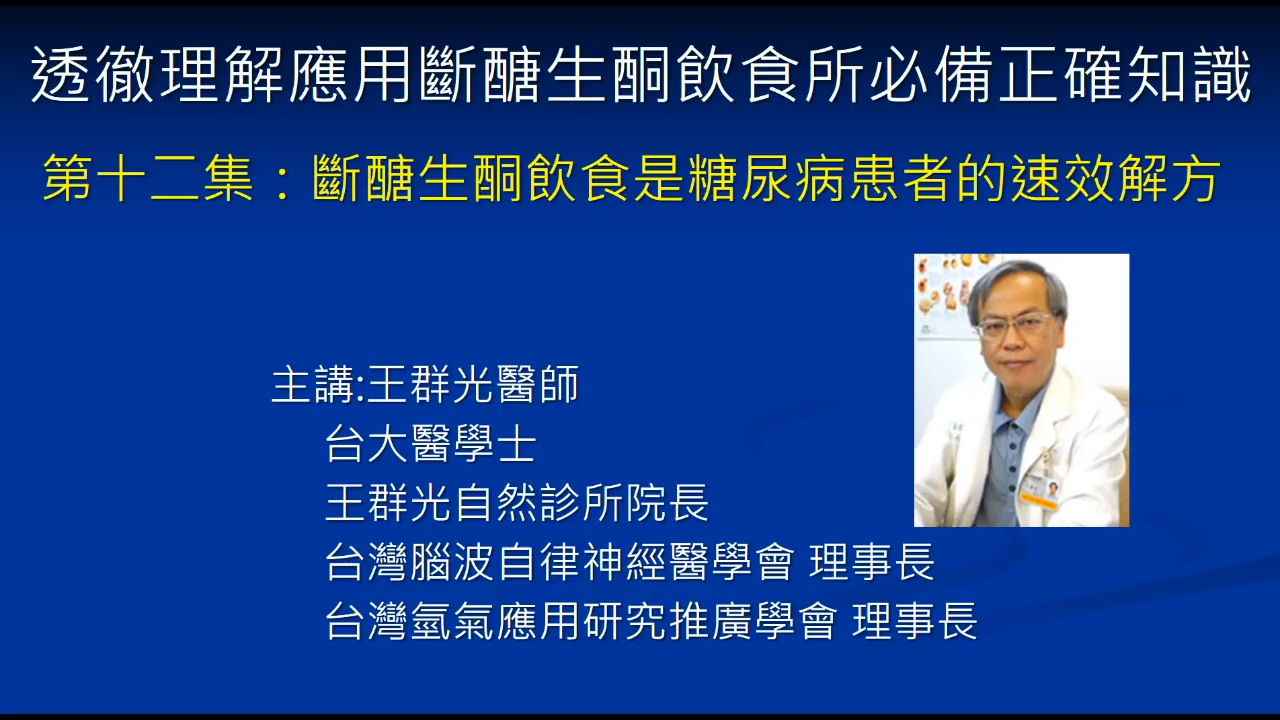 透徹理解應用斷醣生酮飲食所必備正確知識
第十二集：斷醣生酮飲食是糖尿病患者的速效解方
主講:王群光醫師
台大醫學士
王群光自然診所院長
台灣腦波自律神經醫學會 理事長
台灣氫氣應用研究推廣學會 理事長